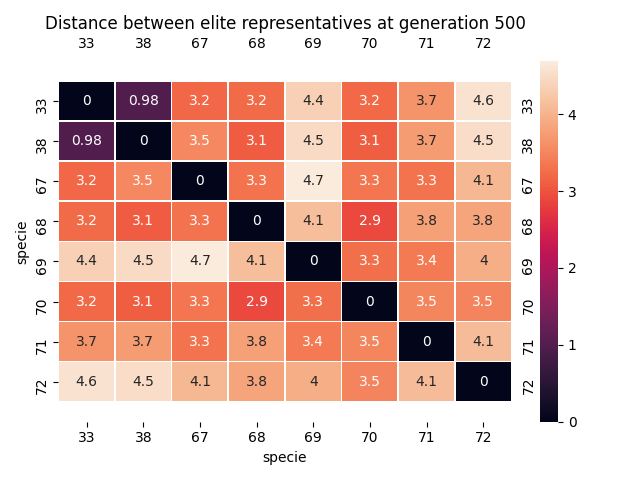 Distance between elite representatives at generation 500
33 38 67 68 69 70 71 72
33 0 0.98 3.2 3.2 4.4 3.2 3.7 4.6 33
38 0.98 0 3.5 3.1 4.5 3.1 3.7 4.5 38
67 3.2 3.5 0 3.3 4.7 3.3 3.3 4.1 67
68 3.2 3.1 3.3 0 4.1 2.9 3.8 3.8 68
69 4.4 4.5 4.7 4.1 0 3.3 3.4 4 69
70 3.2 3.1 3.3 2.9 3.3 0 3.5 3.5 70
71 3.7 3.7 3.3 3.8 3.4 3.5 0 4.1 71
72 4.6 4.5 4.1 3.8 4 3.5 4.1 0 72
33 38 67 68 69 70 71 72
specie
specie
4
3
2
1
0